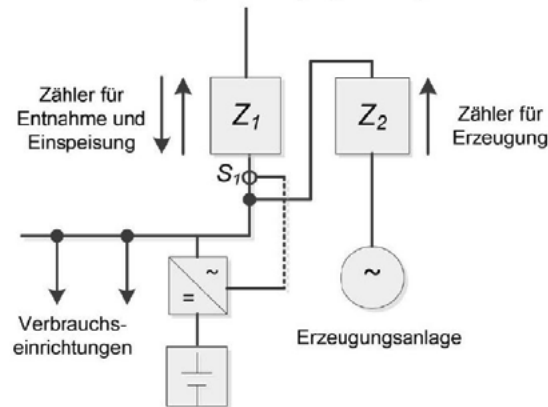 Zähler für
Entnahme und
Einspeisung
Z1
Z2
Zähler für
Erzeugung
S1
~
=
~
Verbrauchs-
einrichtungen
Erzeugungsanlage